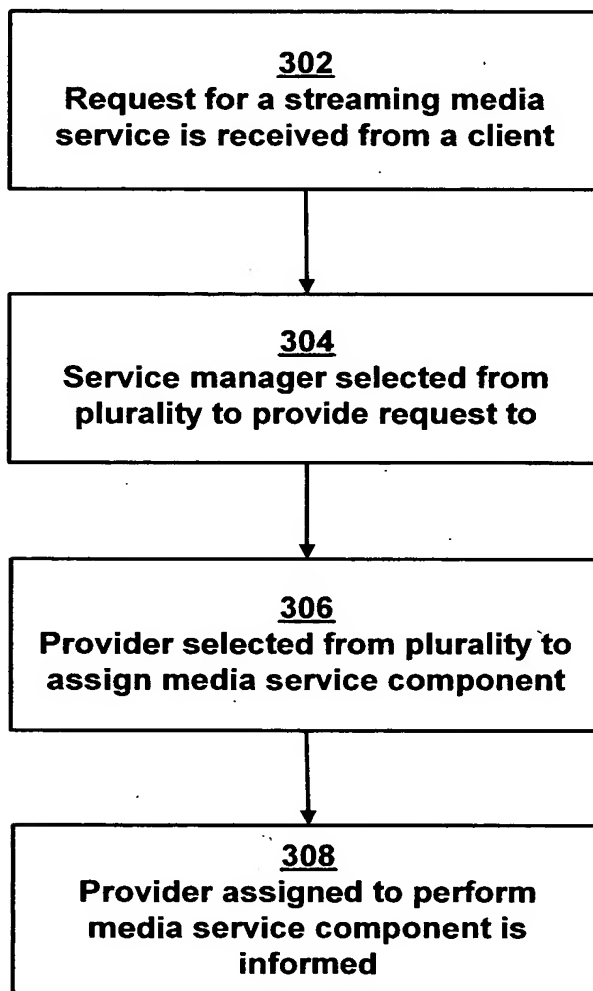 302
Request for a streaming media
service is received from a client
304
Service manager selected from
plurality to provide request to
306
Provider selected from plurality to
assign media service component
308
Provider assigned to perform
media service component is
informed